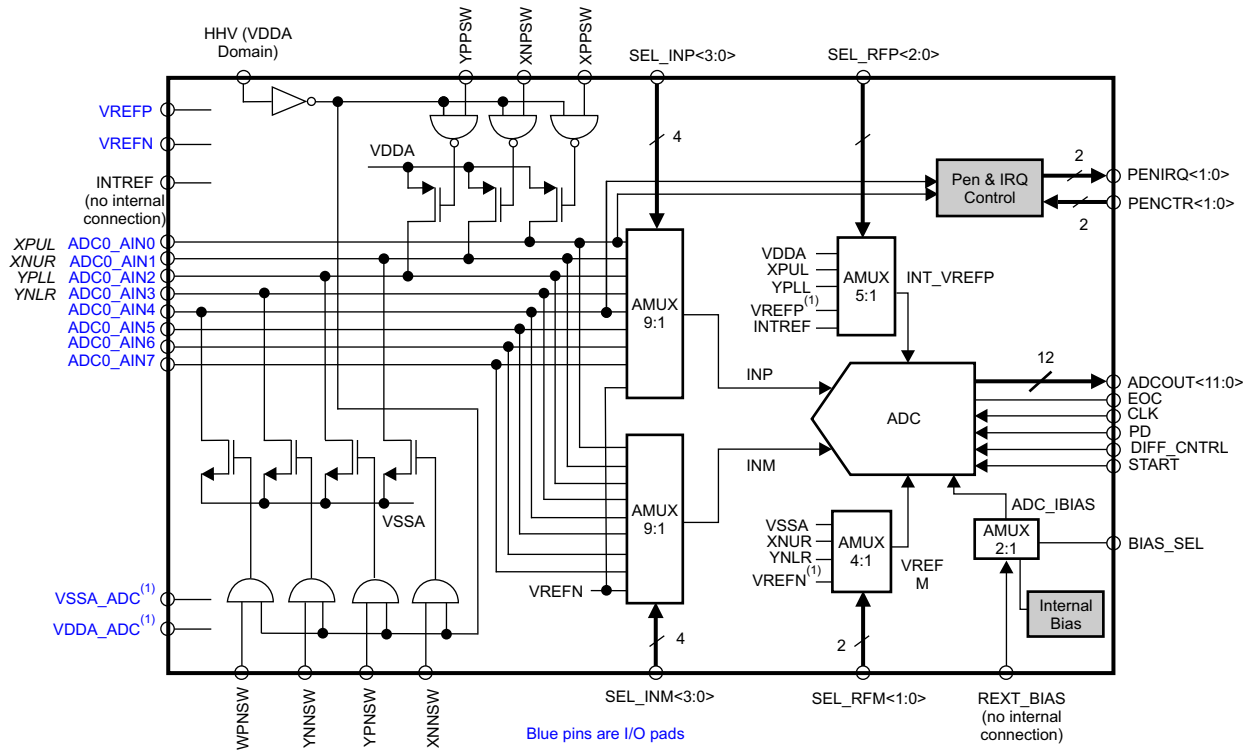 HHV (VDDA
Domain)
YPPSW
XNPSW
XPPSW
SEL_INP<3:0>
SEL_RFP<2:0>
VREFP
VREFN
INTREF
(no internal
connection)
VDDA
4
Pen & IRQ
Control
2
PENIRQ<1:0>
PENCTR<1:0>
2
XPUL ADC0_AIN0
XNUR ADC0_AIN1
YPLL ADC0_AIN2
YNLR ADC0_AIN3
ADC0_AIN4
ADC0_AIN5
ADC0_AIN6
ADC0_AIN7
AMUX
9:1
VDDA
XPUL
YPLL
VREFP(1)
INTREF
AMUX
5:1
INT_VREFP
INP
ADC
12
ADCOUT<11:0>
EOC
CLK
PD
DIFF_CNTRL
START
INM
AMUX
9:1
VSSA
VREFN
VSSA
XNUR
YNLR
VREFN(1)
AMUX
4:1
VREF
M
ADC_IBIAS
AMUX
2:1
BIAS_SEL
Internal
Bias
VSSA_ADC(1)
VDDA_ADC(1)
4
2
WPNSW
YNNSW
YPNSW
XNNSW
SEL_INM<3:0>
SEL_RFM<1:0>
REXT_BIAS
(no internal
connection)
Blue pins are I/O pads